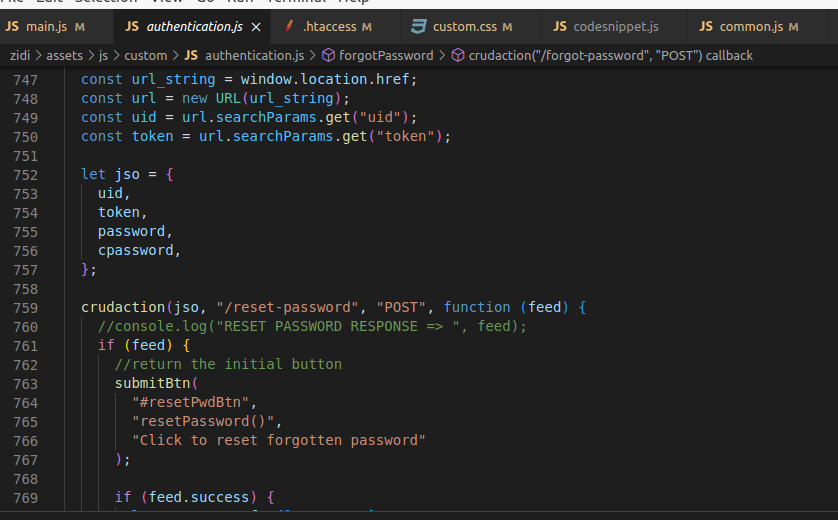 File Edit Selection View Go Run Terminal Help
JS main.js M JS authentication.js × .htaccess M custom.css M JS codesnippet.js JS common.js M
zidi > assets > js > custom > JS authentication.js > forgotPassword > crudaction("/forgot-password", "POST") callback
747 const url_string = window.location.href;
748 const url = new URL(url_string);
749 const uid = url.searchParams.get("uid");
750 const token = url.searchParams.get("token");
751
752 let jso = {
753 uid,
754 token,
755 password,
756 cpassword,
757 };
758
759 crudaction(jso, "/reset-password", "POST", function (feed) {
760 //console.log("RESET PASSWORD RESPONSE => ", feed);
761 if (feed) {
762 //return the initial button
763 submitBtn(
764 "#resetPwdBtn",
765 "resetPassword()",
766 "Click to reset forgotten password"
767 );
768
769 if (feed.success) {